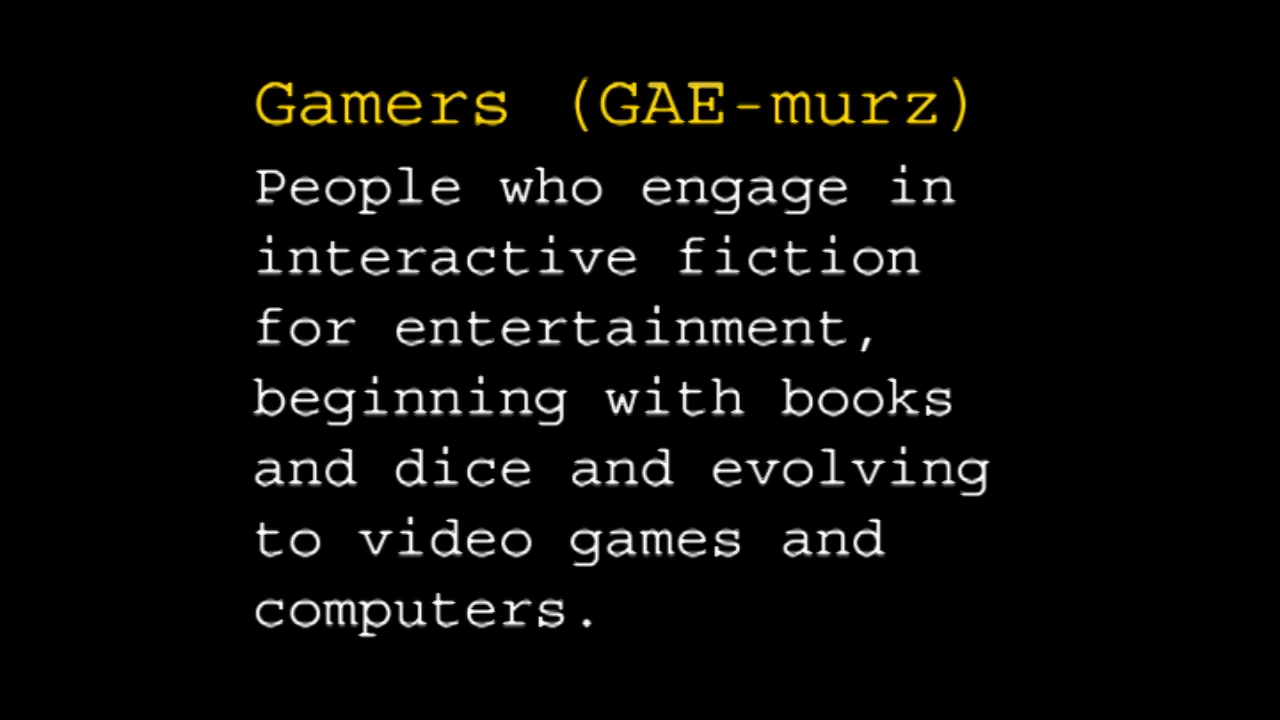 Gamers (GAE-murz)
People who engage in
interactive fiction
for entertainment,
beginning with books
and dice and evolving
to video games and
computers.